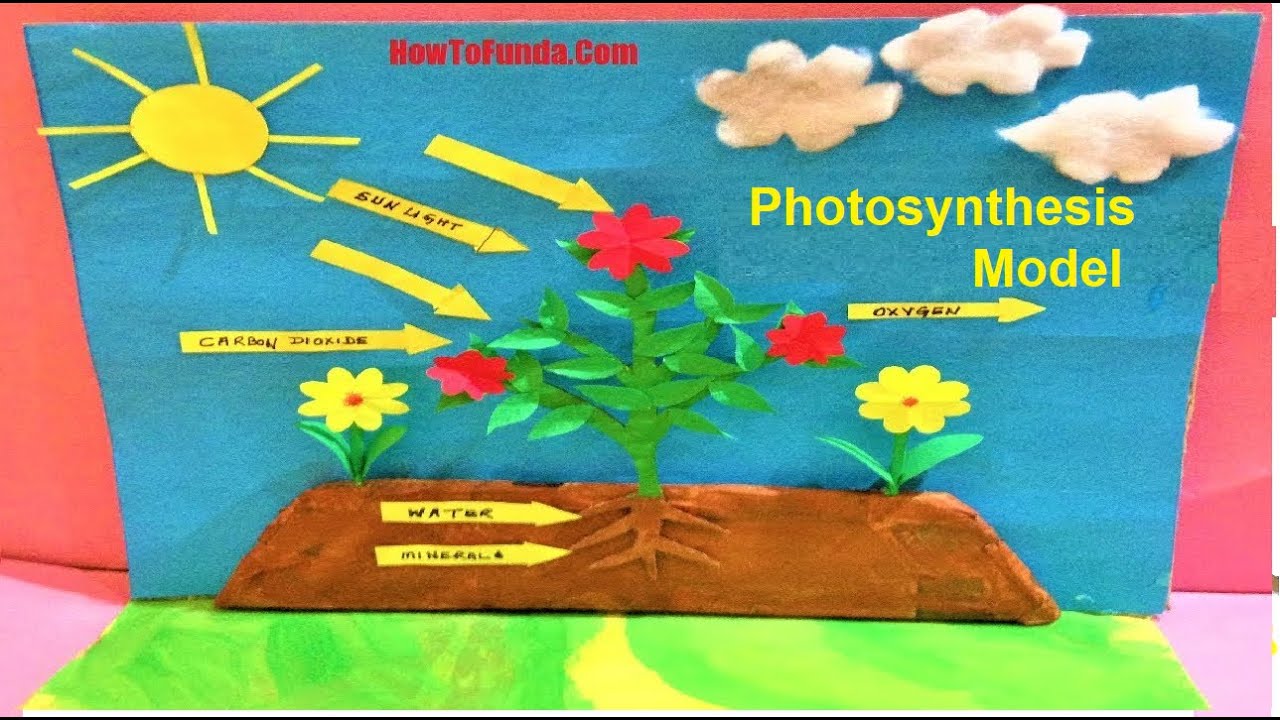 HowToFunda.Com
SUN LIGHT
Photosynthesis
Model
CARBON DIOXIDE
OXYGEN
WATER
MINERALS